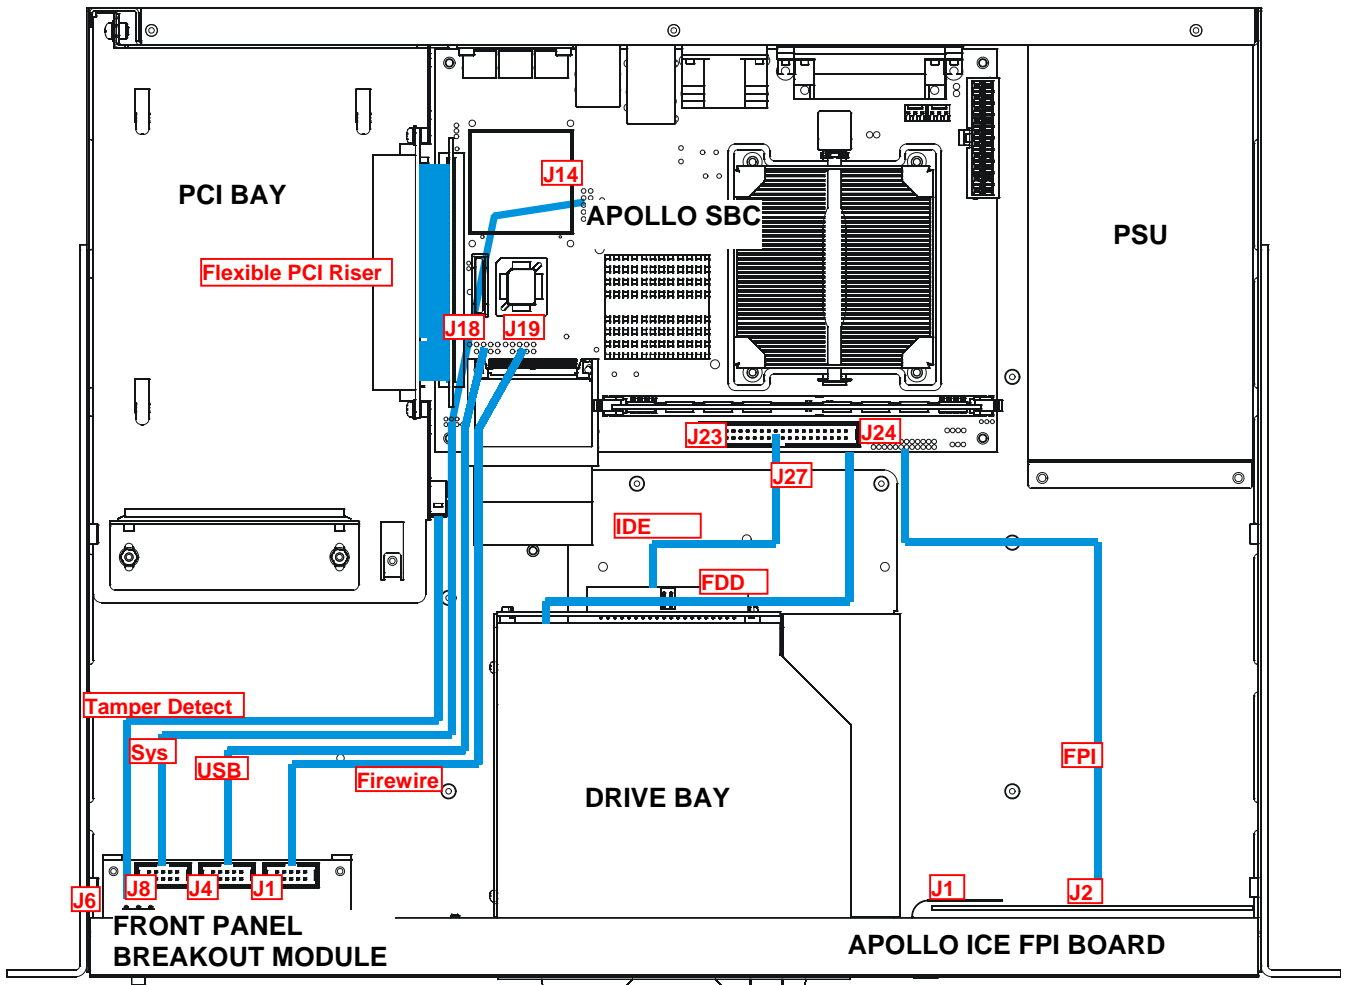 J14
PCI BAY
APOLLO SBC
PSU
Flexible PCI Riser
J18
J19
J23
J24
J27
IDE
FDD
Tamper Detect
Sys
USB
FPI
Firewire
DRIVE BAY
J6
J8
J4
J1
J1
J2
FRONT PANEL
BREAKOUT MODULE
APOLLO ICE FPI BOARD